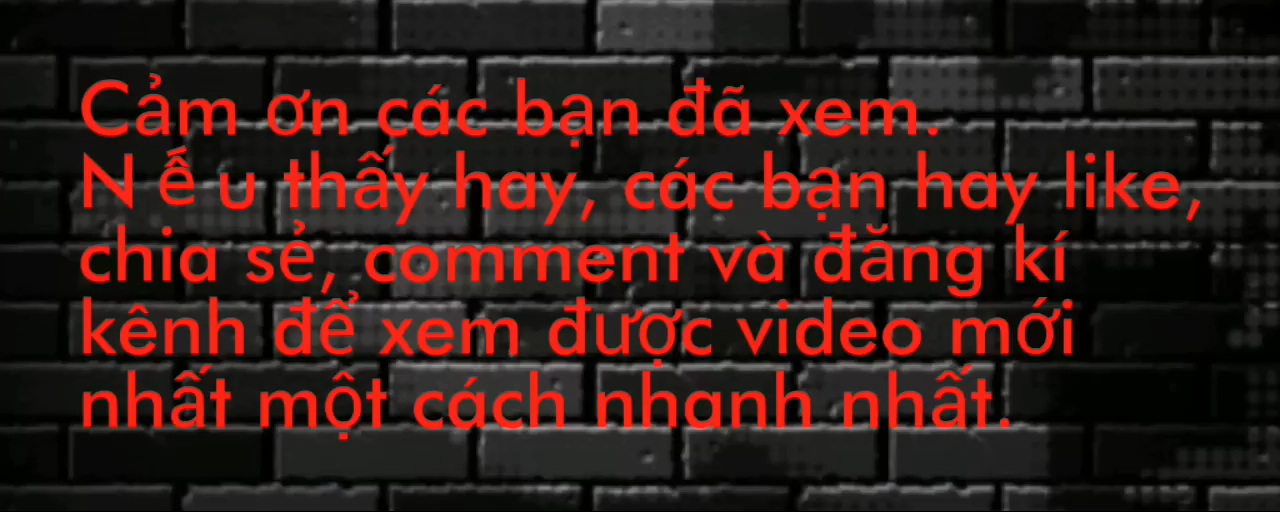 Cảm ơn các bạn đã xem.
Nếu thấy hay, các bạn hay like,
chia sẻ, comment và đăng kí
kênh để xem được video mới
nhất một cách nhanh nhất.